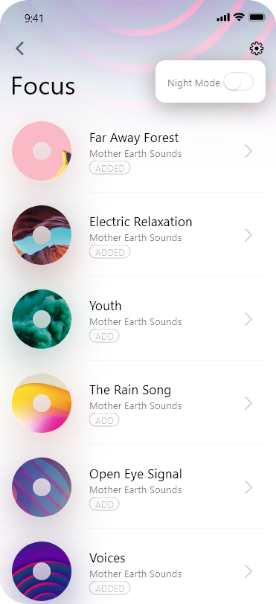 9:41
Night Mode
Focus
Far Away Forest
Mother Earth Sounds
ADDED
Electric Relaxation
Mother Earth Sounds
ADDED
Youth
Mother Earth Sounds
ADD
The Rain Song
Mother Earth Sounds
ADD
Open Eye Signal
Mother Earth Sounds
ADD
Voices
Mother Earth Sounds
ADDED